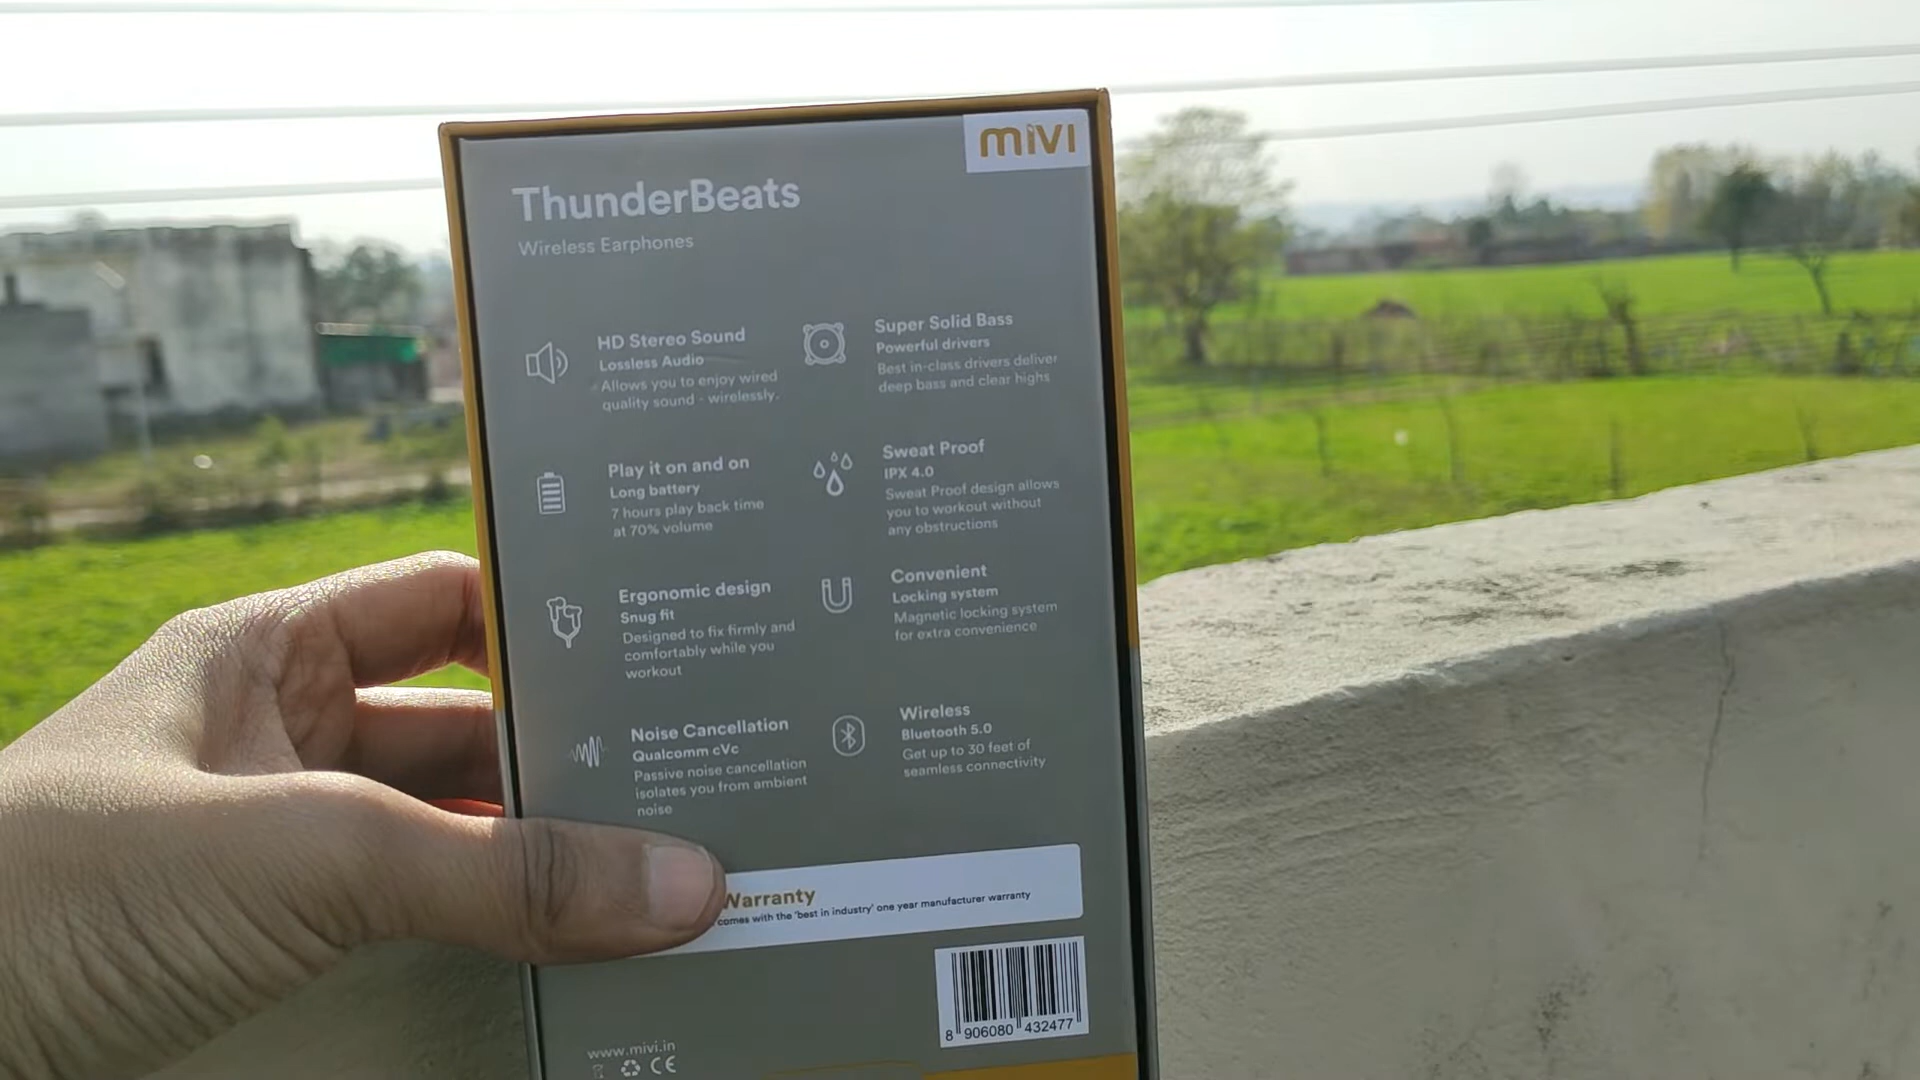 mivi
ThunderBeats
Wireless Earphones
HD Stereo Sound
Lossless Audio
Allows you to enjoy wired
quality sound - wirelessly.
Super Solid Bass
Powerful drivers
Best in-class drivers deliver
deep bass and clear highs
Play it on and on
Long battery
7 hours play back time
at 70% volume
Sweat Proof
IPX 4.0
Sweat Proof design allows
you to workout without
any obstructions
Ergonomic design
Snug fit
Designed to fix firmly and
comfortably while you
workout
Convenient
Locking system
Magnetic locking system
for extra convenience
Noise Cancellation
Qualcomm cVc
Passive noise cancellation
isolates you from ambient
noise
Wireless
Bluetooth 5.0
Get up to 30 feet of
seamless connectivity
Warranty
comes with the 'best in industry' one year manufacturer warranty
8 906080 432477
www.mivi.in
CE